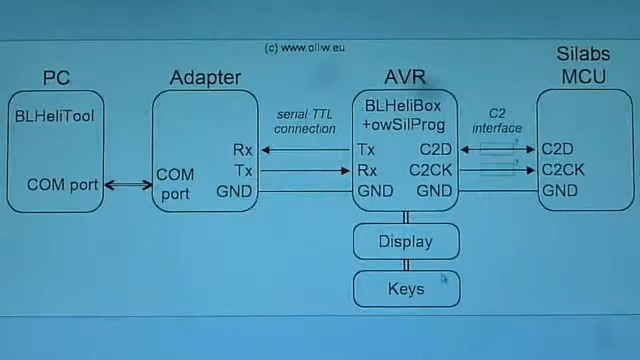 (c) www.olliw.eu
PC
Adapter
AVR
Silabs
MCU
BLHeliTool
COM port
COM
port
Rx
Tx
GND
serial TTL
connection
BLHeliBox
+owSilProg
Tx
Rx
GND
C2D
C2CK
GND
C2
interface
?
?
C2D
C2CK
GND
Display
Keys